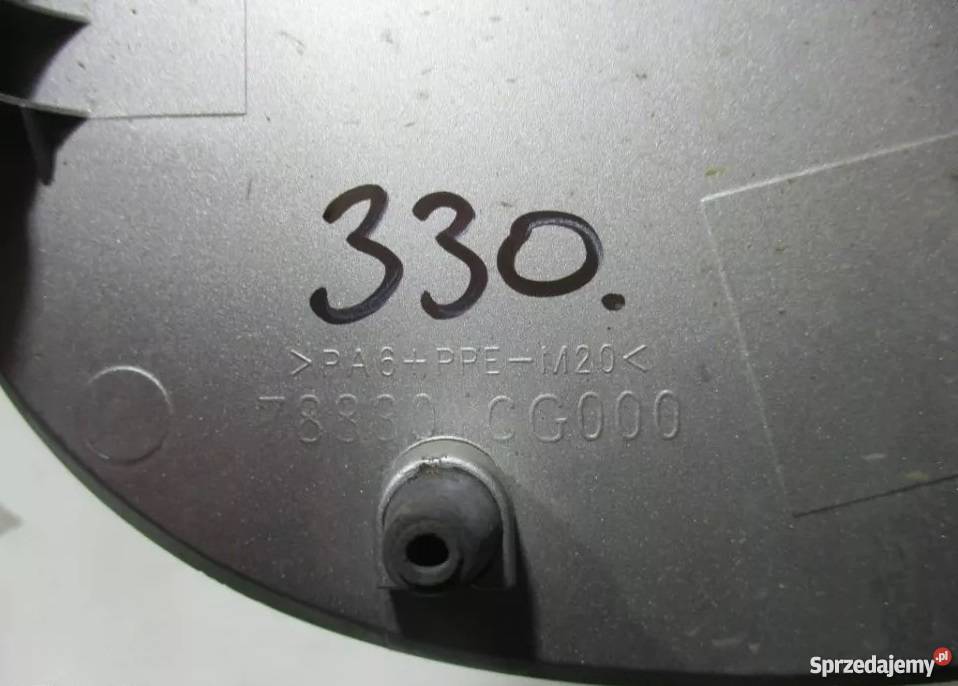 330.
>PA6+PPE-M20<
78830 CG000
Sprzedajemy.pl